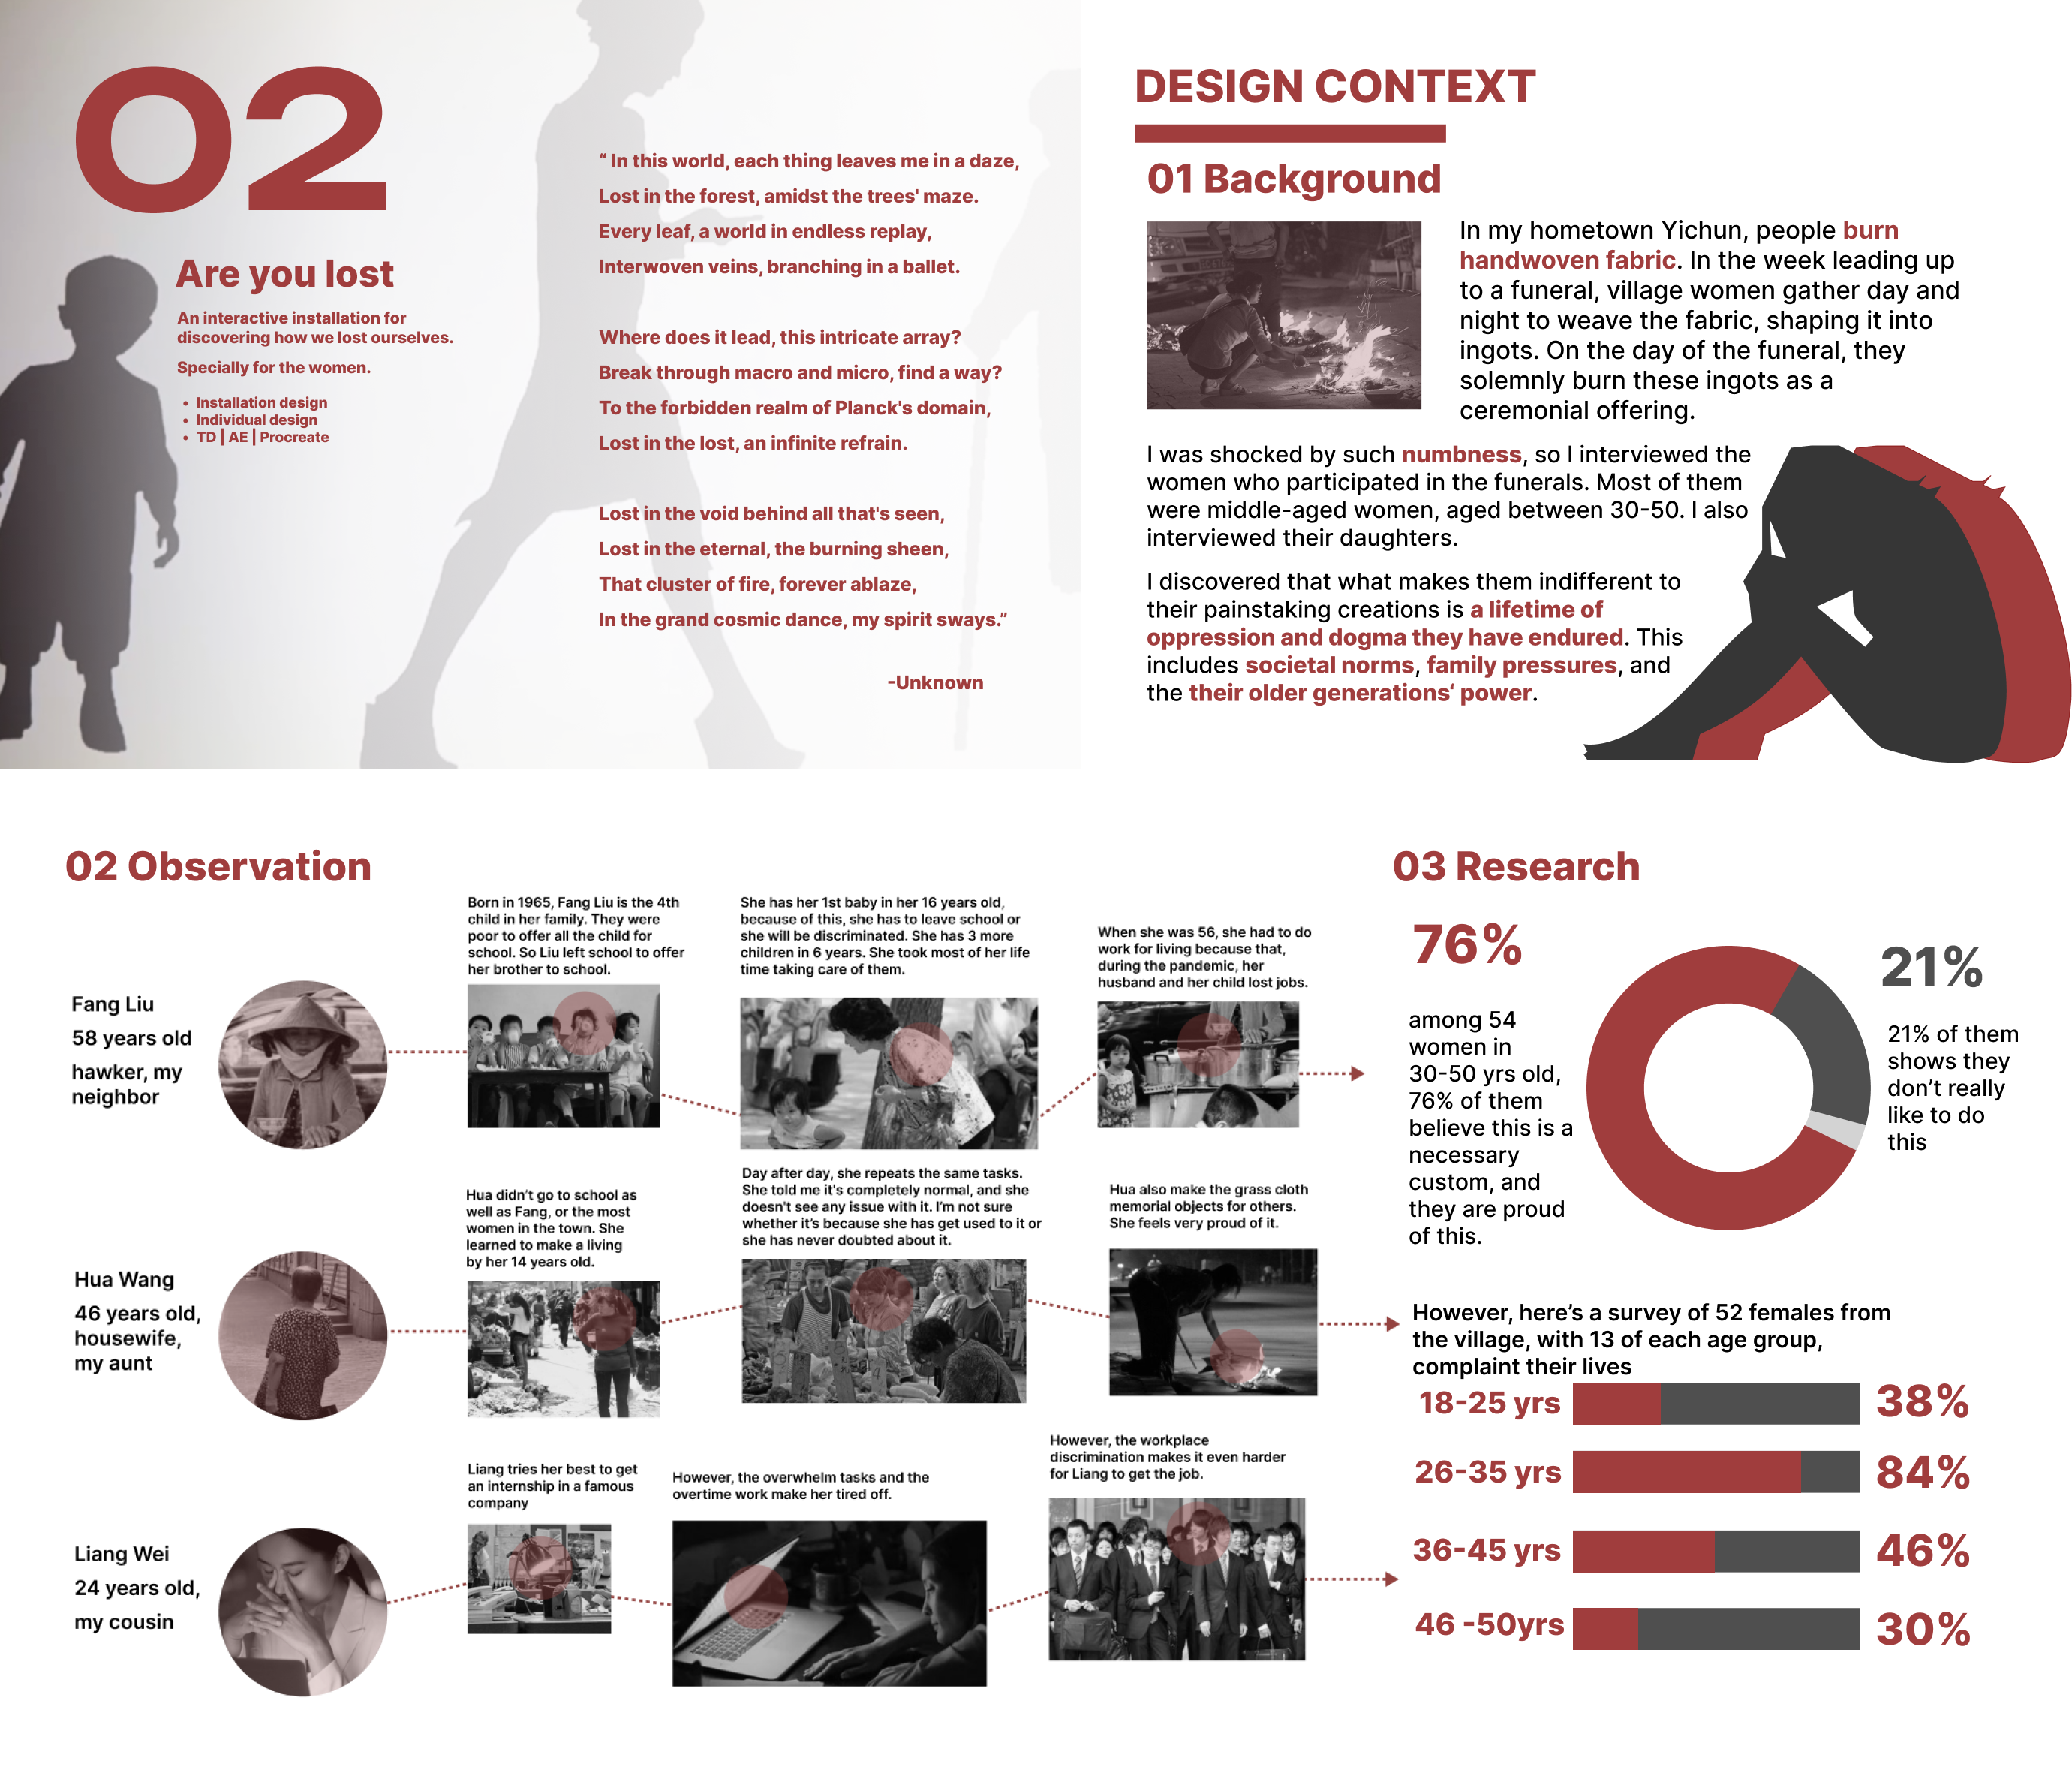 02
Are you lost
An interactive installation for
discovering how we lost ourselves.
Specially for the women.
• Installation design
• Individual design
• TD | AE | Procreate
“ In this world, each thing leaves me in a daze,
Lost in the forest, amidst the trees' maze.
Every leaf, a world in endless replay,
Interwoven veins, branching in a ballet.
Where does it lead, this intricate array?
Break through macro and micro, find a way?
To the forbidden realm of Planck's domain,
Lost in the lost, an infinite refrain.
Lost in the void behind all that's seen,
Lost in the eternal, the burning sheen,
That cluster of fire, forever ablaze,
In the grand cosmic dance, my spirit sways.”
-Unknown
DESIGN CONTEXT
01 Background
In my hometown Yichun, people burn
handwoven fabric. In the week leading up
to a funeral, village women gather day and
night to weave the fabric, shaping it into
ingots. On the day of the funeral, they
solemnly burn these ingots as a
ceremonial offering.
I was shocked by such numbness, so I interviewed the
women who participated in the funerals. Most of them
were middle-aged women, aged between 30-50. I also
interviewed their daughters.
I discovered that what makes them indifferent to
their painstaking creations is a lifetime of
oppression and dogma they have endured. This
includes societal norms, family pressures, and
the their older generations‘ power.
02 Observation
Fang Liu
58 years old
hawker, my
neighbor
Born in 1965, Fang Liu is the 4th
child in her family. They were
poor to offer all the child for
school. So Liu left school to offer
her brother to school.
She has her 1st baby in her 16 years old,
because of this, she has to leave school or
she will be discriminated. She has 3 more
children in 6 years. She took most of her life
time taking care of them.
When she was 56, she had to do
work for living because that,
during the pandemic, her
husband and her child lost jobs.
Hua Wang
46 years old,
housewife,
my aunt
Hua didn’t go to school as
well as Fang, or the most
women in the town. She
learned to make a living
by her 14 years old.
Day after day, she repeats the same tasks.
She told me it's completely normal, and she
doesn't see any issue with it. I’m not sure
whether it’s because she has get used to it or
she has never doubted about it.
Hua also make the grass cloth
memorial objects for others.
She feels very proud of it.
Liang Wei
24 years old,
my cousin
Liang tries her best to get
an internship in a famous
company
However, the overwhelm tasks and the
overtime work make her tired off.
However, the workplace
discrimination makes it even harder
for Liang to get the job.
03 Research
76%
among 54
women in
30-50 yrs old,
76% of them
believe this is a
necessary
custom, and
they are proud
of this.
21%
21% of them
shows they
don’t really
like to do
this
However, here’s a survey of 52 females from
the village, with 13 of each age group,
complaint their lives
18-25 yrs 38%
26-35 yrs 84%
36-45 yrs 46%
46 -50yrs 30%